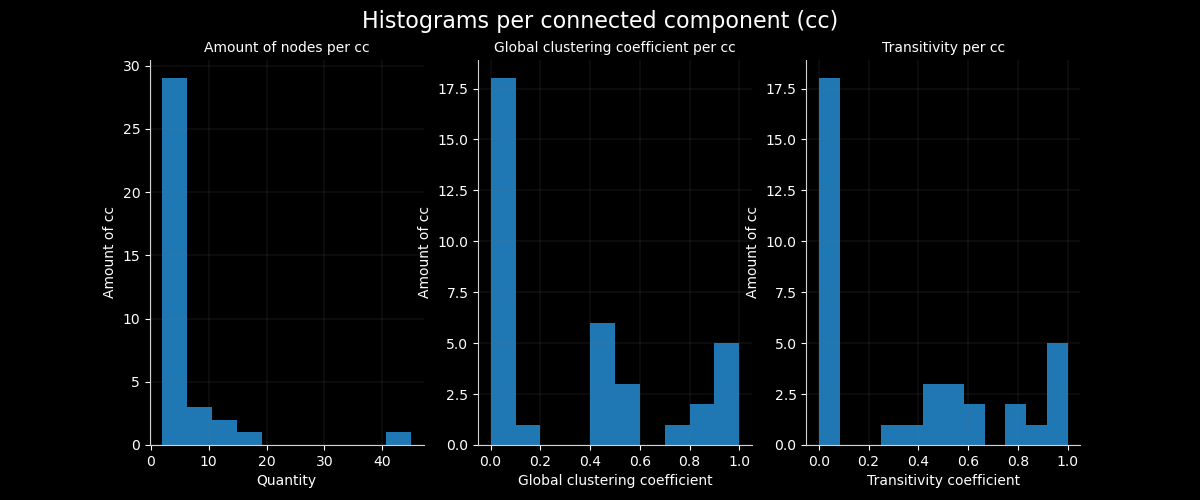 Histograms per connected component (cc)
Amount of nodes per cc
30
25
20
15
10
5
0
Amount of cc
0 10 20 30 40
Quantity
Global clustering coefficient per cc
17.5
15.0
12.5
10.0
7.5
5.0
2.5
0.0
Amount of cc
0.0 0.2 0.4 0.6 0.8 1.0
Global clustering coefficient
Transitivity per cc
17.5
15.0
12.5
10.0
7.5
5.0
2.5
0.0
Amount of cc
0.0 0.2 0.4 0.6 0.8 1.0
Transitivity coefficient